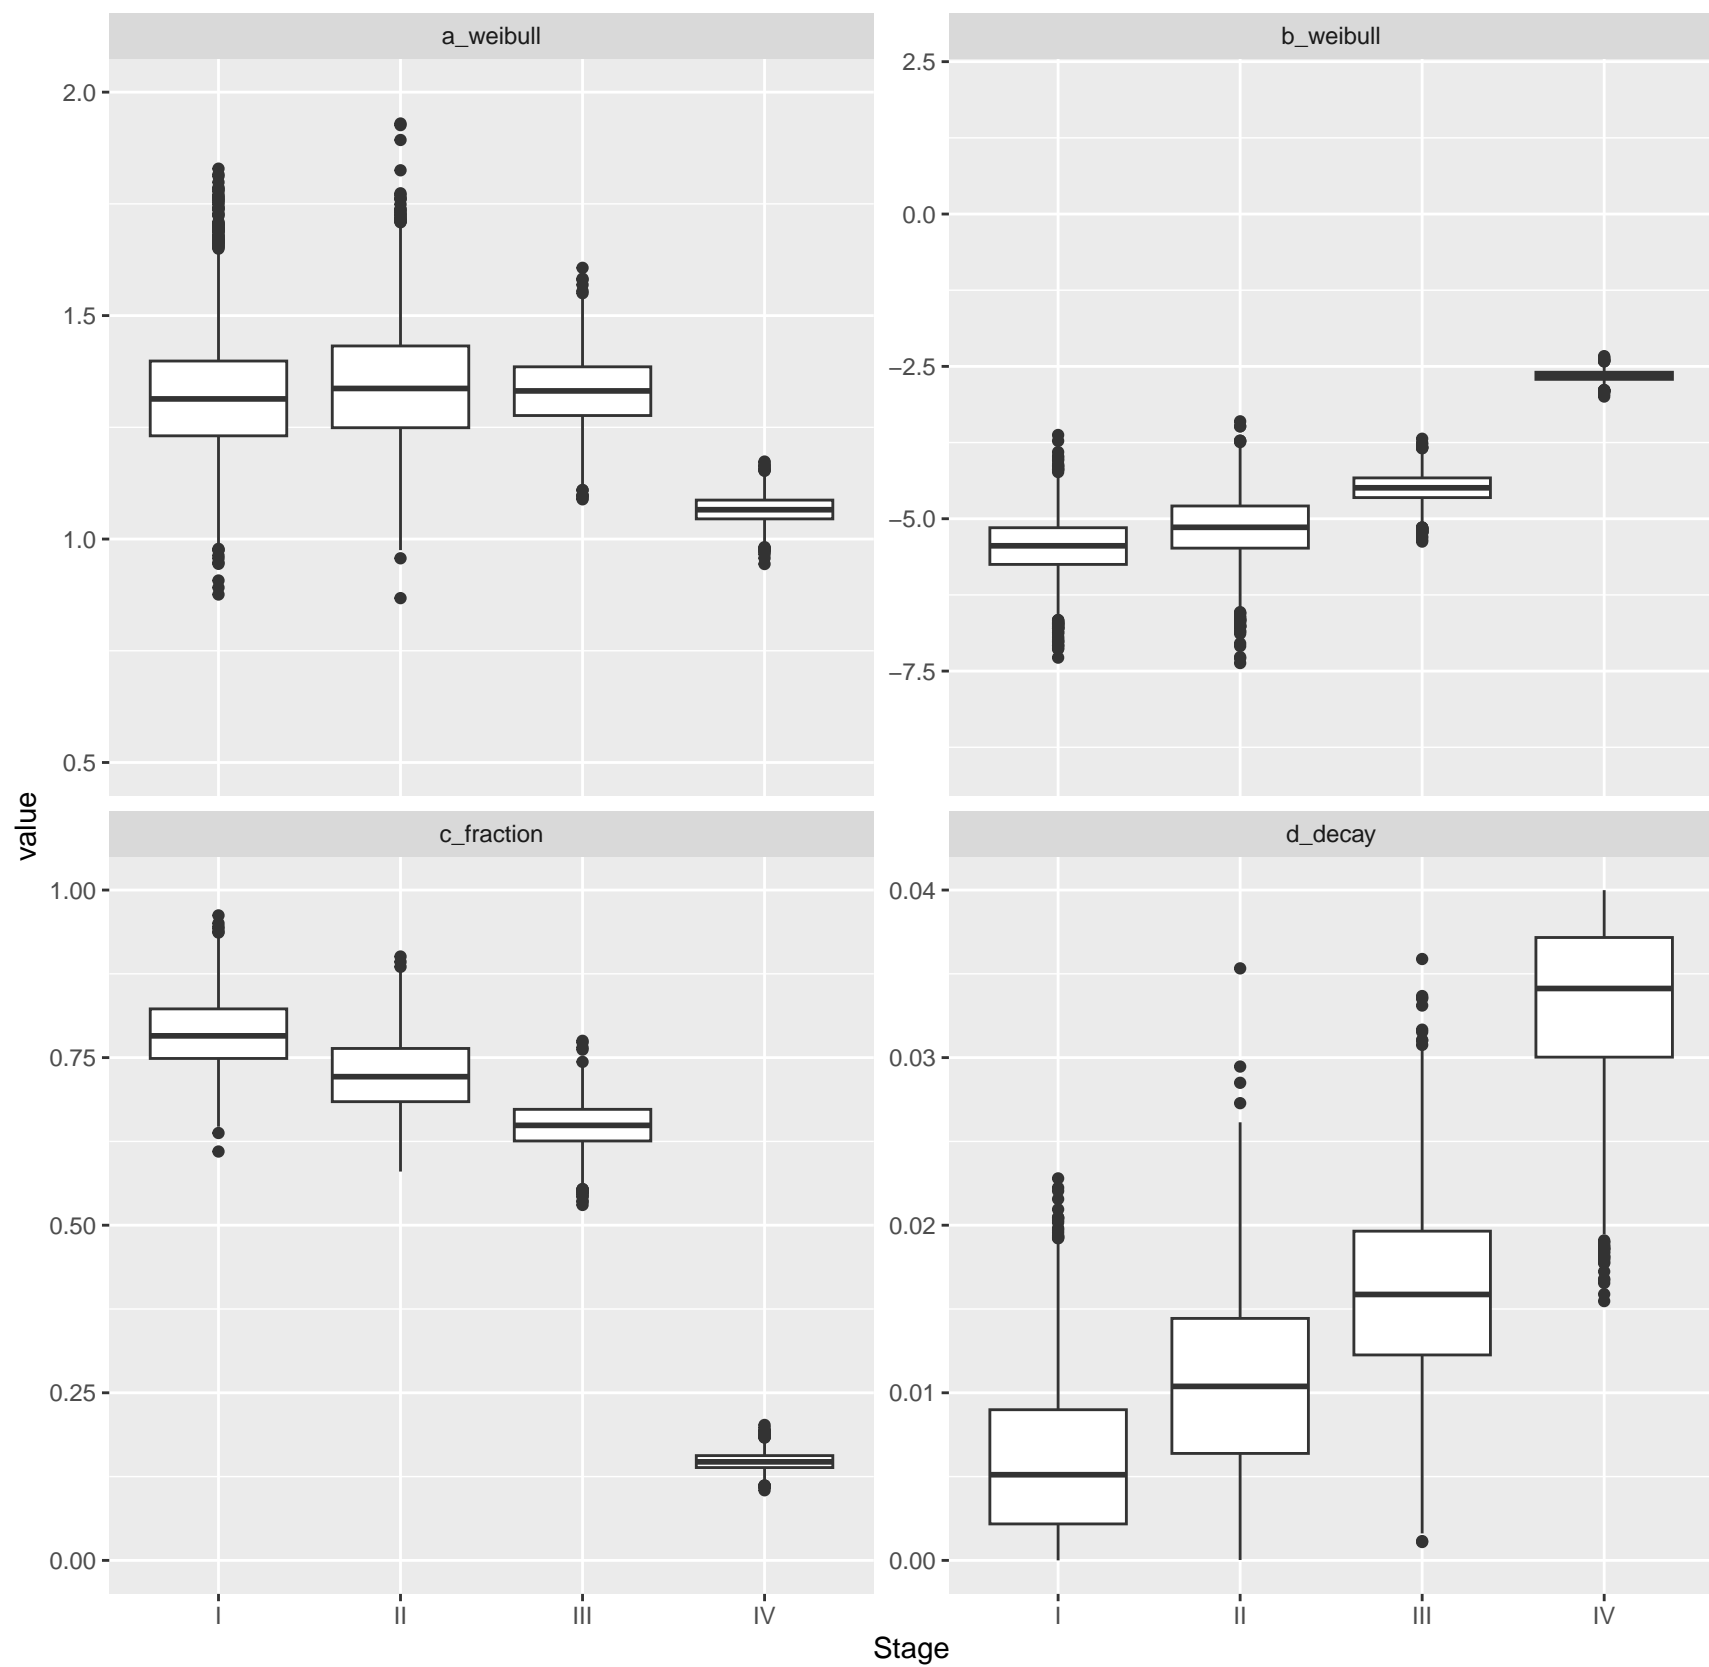 a_weibull
b_weibull
2.0
1.5
1.0
0.5
2.5
0.0
−2.5
−5.0
−7.5
value
c_fraction
d_decay
1.00
0.75
0.50
0.25
0.00
0.04
0.03
0.02
0.01
0.00
I II III IV
I II III IV
Stage